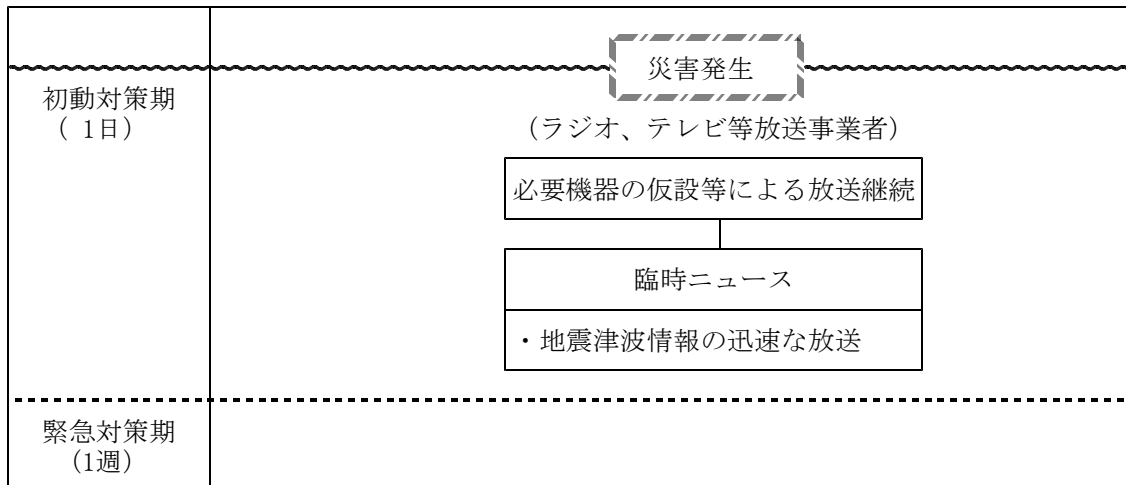 災害発生
初動対策期
( 1日)
(ラジオ、テレビ等放送事業者)
必要機器の仮設等による放送継続
臨時ニュース
・地震津波情報の迅速な放送
緊急対策期
(1週)